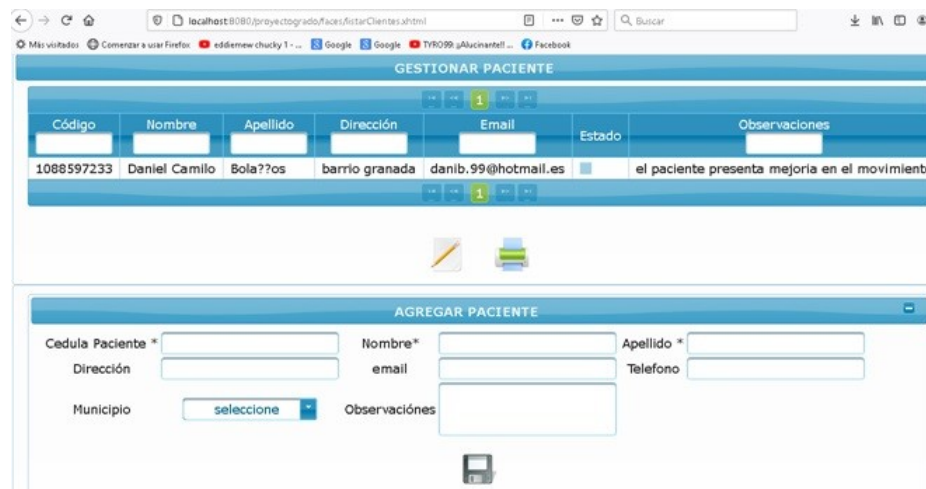 localhost:8080/proyectogrado/faces/listarClientes.xhtml
Buscar
Más visitados Comenzar a usar Firefox eddiemew chucky 1 - ... Google Google TYRO99: ¡¡Alucinante!! ... Facebook
GESTIONAR PACIENTE
1
Código Nombre Apellido Dirección Email Estado Observaciones
1088597233 Daniel Camilo Bola??os barrio granada danib.99@hotmail.es el paciente presenta mejoria en el movimient
1
AGREGAR PACIENTE
Cedula Paciente * Nombre* Apellido *
Dirección email Telefono
Municipio seleccione Observaciónes